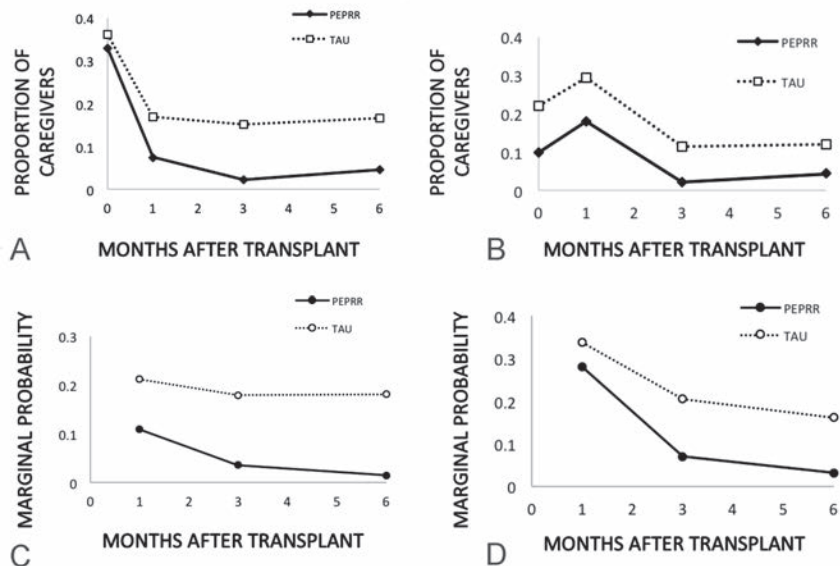 PEPRR
TAU
PROPORTION OF
CAREGIVERS
0.4
0.3
0.2
0.1
0
0 1 2 3 4 5 6
MONTHS AFTER TRANSPLANT
A
PEPRR
TAU
PROPORTION OF
CAREGIVERS
0.4
0.3
0.2
0.1
0
0 1 2 3 4 5 6
MONTHS AFTER TRANSPLANT
B
PEPRR
TAU
MARGINAL PROBABILITY
0.3
0.2
0.1
0
0 1 2 3 4 5 6
MONTHS AFTER TRANSPLANT
C
PEPRR
TAU
MARGINAL PROBABILITY
0.4
0.3
0.2
0.1
0
0 1 2 3 4 5 6
MONTHS AFTER TRANSPLANT
D